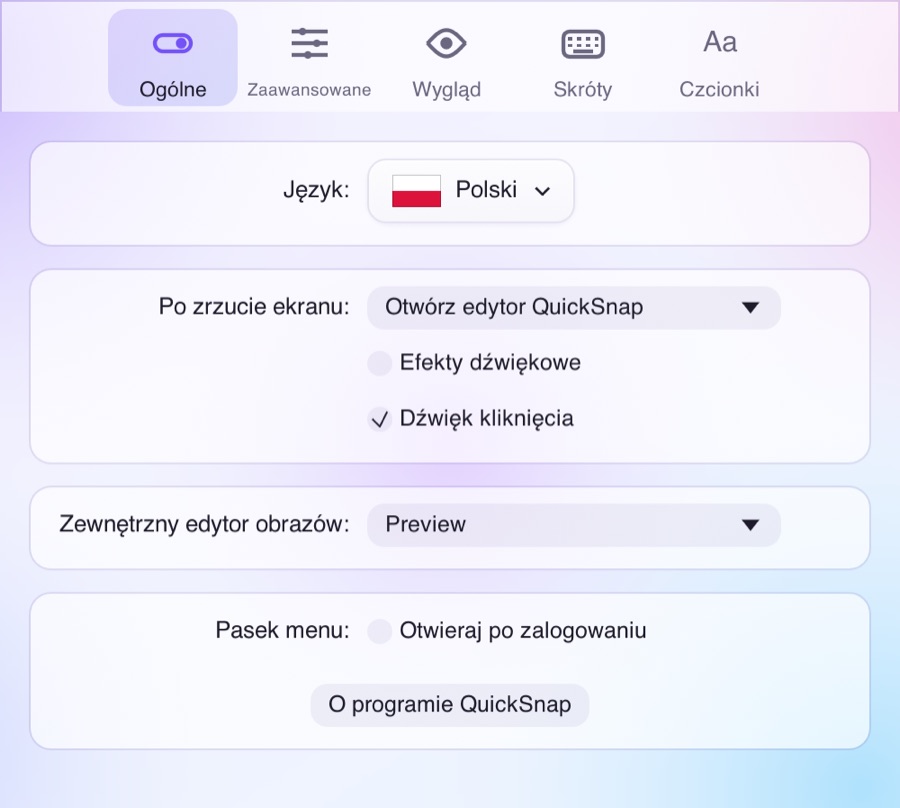 Ogólne
Zaawansowane
Wygląd
Skróty
Aa
Czcionki
Język: Polski
Po zrzucie ekranu: Otwórz edytor QuickSnap
Efekty dźwiękowe
Dźwięk kliknięcia
Zewnętrzny edytor obrazów: Preview
Pasek menu: Otwieraj po zalogowaniu
O programie QuickSnap